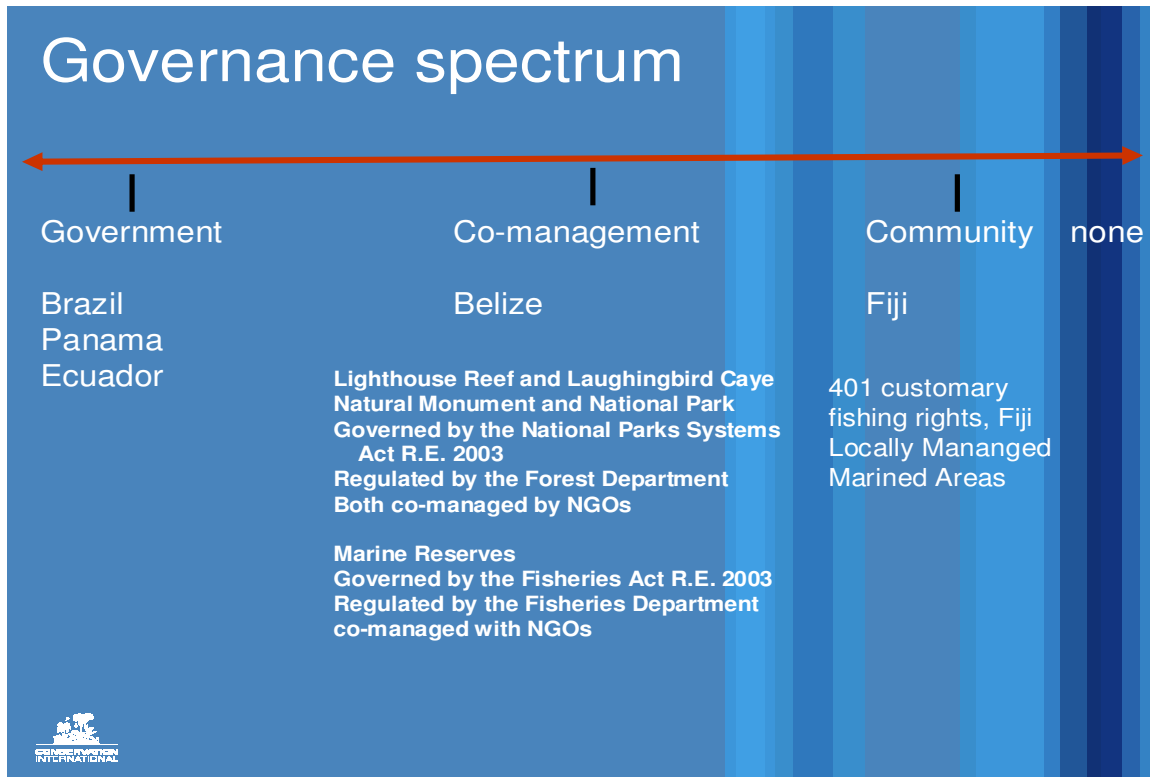 Governance spectrum
Government
Co-management
Community
none
Brazil
Panama
Ecuador
Belize
Fiji
Lighthouse Reef and Laughingbird Caye
Natural Monument and National Park
Governed by the National Parks Systems
Act R.E. 2003
Regulated by the Forest Department
Both co-managed by NGOs
Marine Reserves
Governed by the Fisheries Act R.E. 2003
Regulated by the Fisheries Department
co-managed with NGOs
401 customary
fishing rights, Fiji
Locally Mananged
Marined Areas
CONSERVATION
INTERNATIONAL